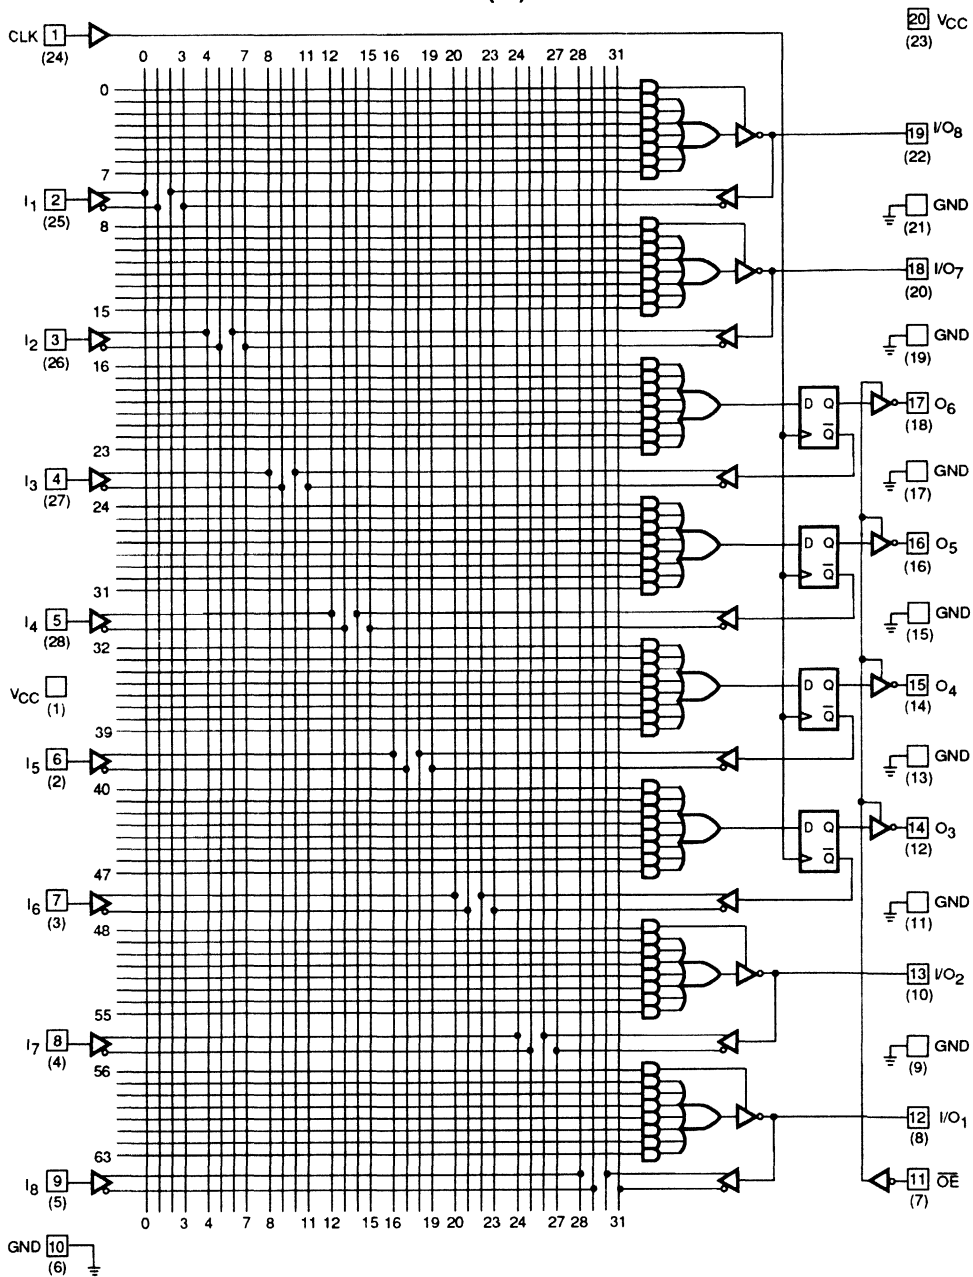 20 VCC
(23)
CLK 1
(24)
0 3 4 7 8 11 12 15 16 19 20 23 24 27 28 31
0
7
19 I/O8
(22)
I1 2
(25)
GND
(21)
8
15
18 I/O7
(20)
I2 3
(26)
GND
(19)
16
23
D Q
Q̅
17 O6
(18)
I3 4
(27)
GND
(17)
24
31
D Q
Q̅
16 O5
(16)
I4 5
(28)
GND
(15)
32
39
VCC
(1)
D Q
Q̅
15 O4
(14)
I5 6
(2)
GND
(13)
40
47
D Q
Q̅
14 O3
(12)
I6 7
(3)
GND
(11)
48
55
13 I/O2
(10)
I7 8
(4)
GND
(9)
56
63
12 I/O1
(8)
I8 9
(5)
11 O̅E̅
(7)
0 3 4 7 8 11 12 15 16 19 20 23 24 27 28 31
GND 10
(6)